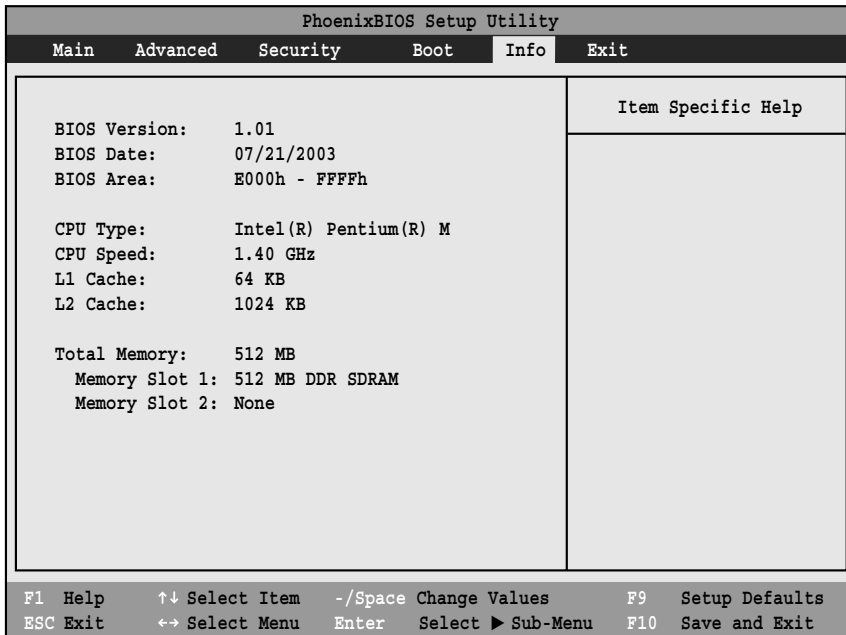 PhoenixBIOS Setup Utility
Main Advanced Security Boot Info Exit
Item Specific Help
BIOS Version: 1.01
BIOS Date: 07/21/2003
BIOS Area: E000h - FFFFh
CPU Type: Intel(R) Pentium(R) M
CPU Speed: 1.40 GHz
L1 Cache: 64 KB
L2 Cache: 1024 KB
Total Memory: 512 MB
Memory Slot 1: 512 MB DDR SDRAM
Memory Slot 2: None
F1 Help ↑↓ Select Item -/Space Change Values F9 Setup Defaults
ESC Exit ←→ Select Menu Enter Select ▶ Sub-Menu F10 Save and Exit